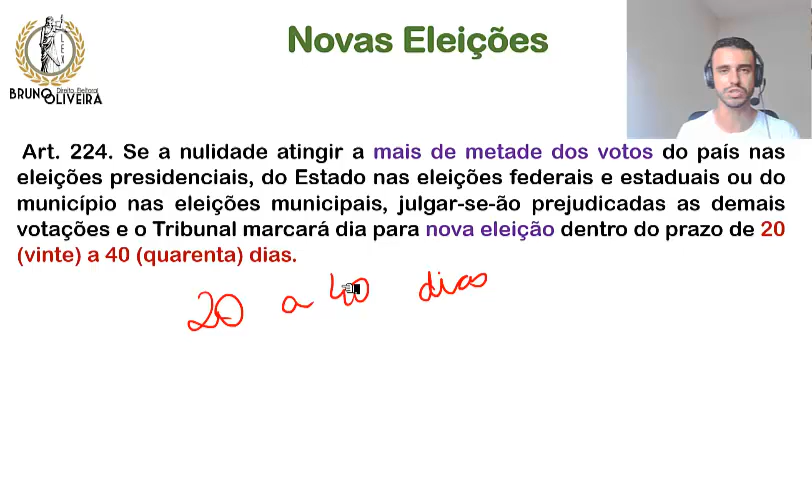 LEX
Direito Eleitoral
BRUNO OLIVEIRA
Novas Eleições
Art. 224. Se a nulidade atingir a mais de metade dos votos do país nas
eleições presidenciais, do Estado nas eleições federais e estaduais ou do
município nas eleições municipais, julgar-se-ão prejudicadas as demais
votações e o Tribunal marcará dia para nova eleição dentro do prazo de 20
(vinte) a 40 (quarenta) dias.
20 a 40 dias